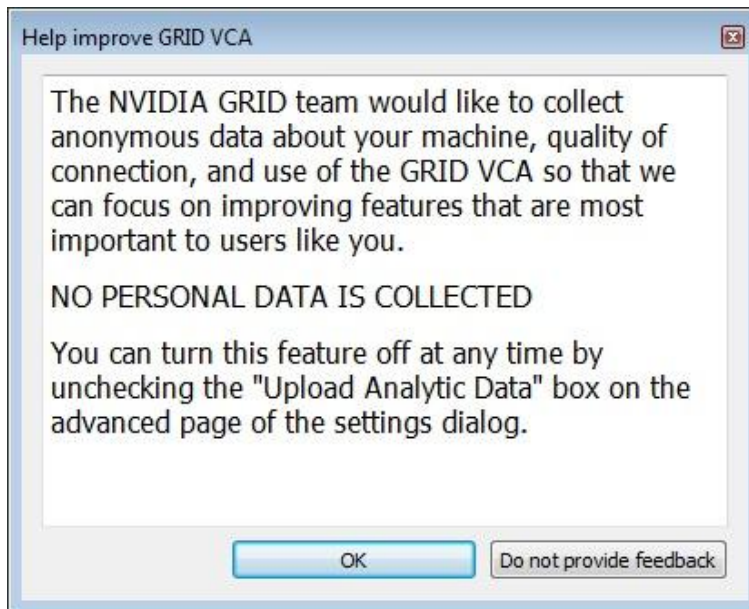 Help improve GRID VCA
The NVIDIA GRID team would like to collect
anonymous data about your machine, quality of
connection, and use of the GRID VCA so that we
can focus on improving features that are most
important to users like you.
NO PERSONAL DATA IS COLLECTED
You can turn this feature off at any time by
unchecking the "Upload Analytic Data" box on the
advanced page of the settings dialog.
OK
Do not provide feedback